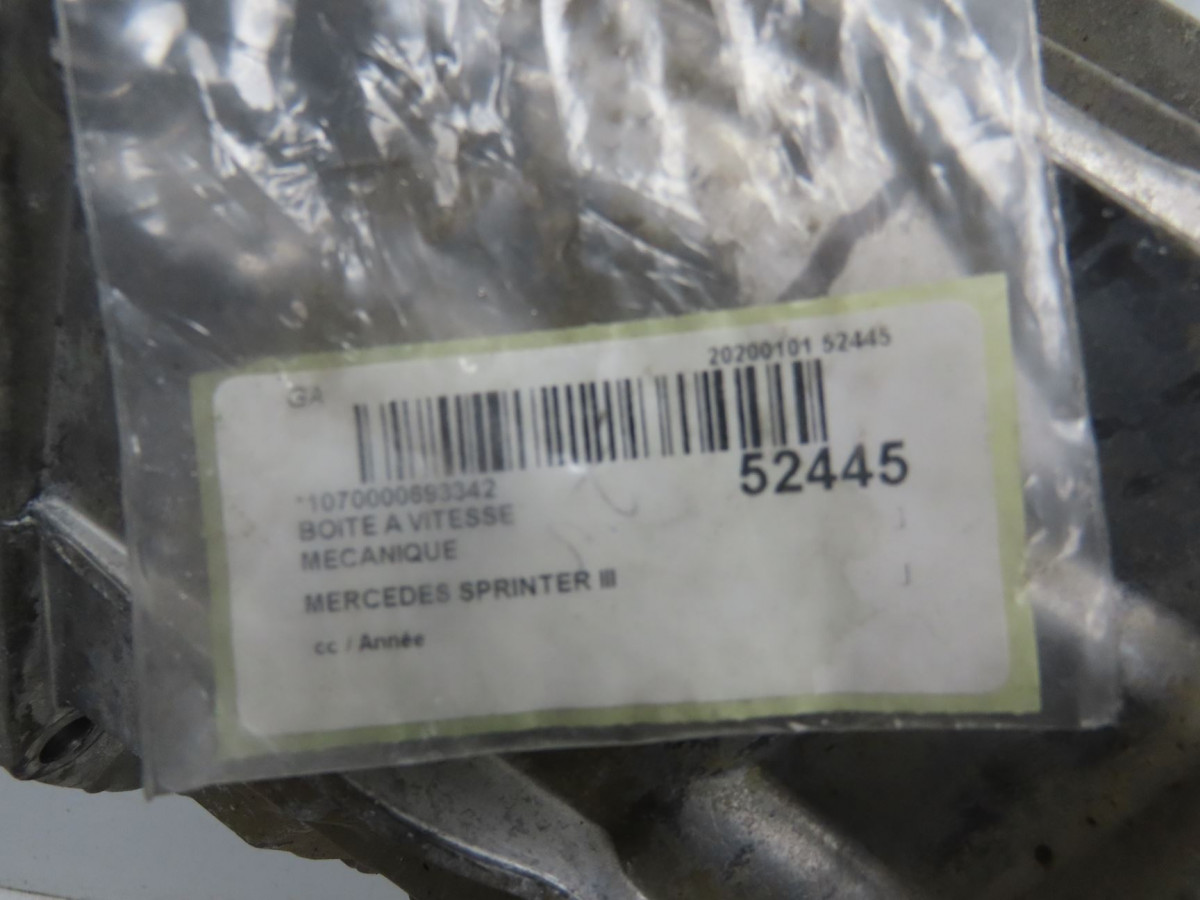 GA
20200101 52445
52445
*1070000693342
BOITE A VITESSE
MECANIQUE
MERCEDES SPRINTER III
cc / Année